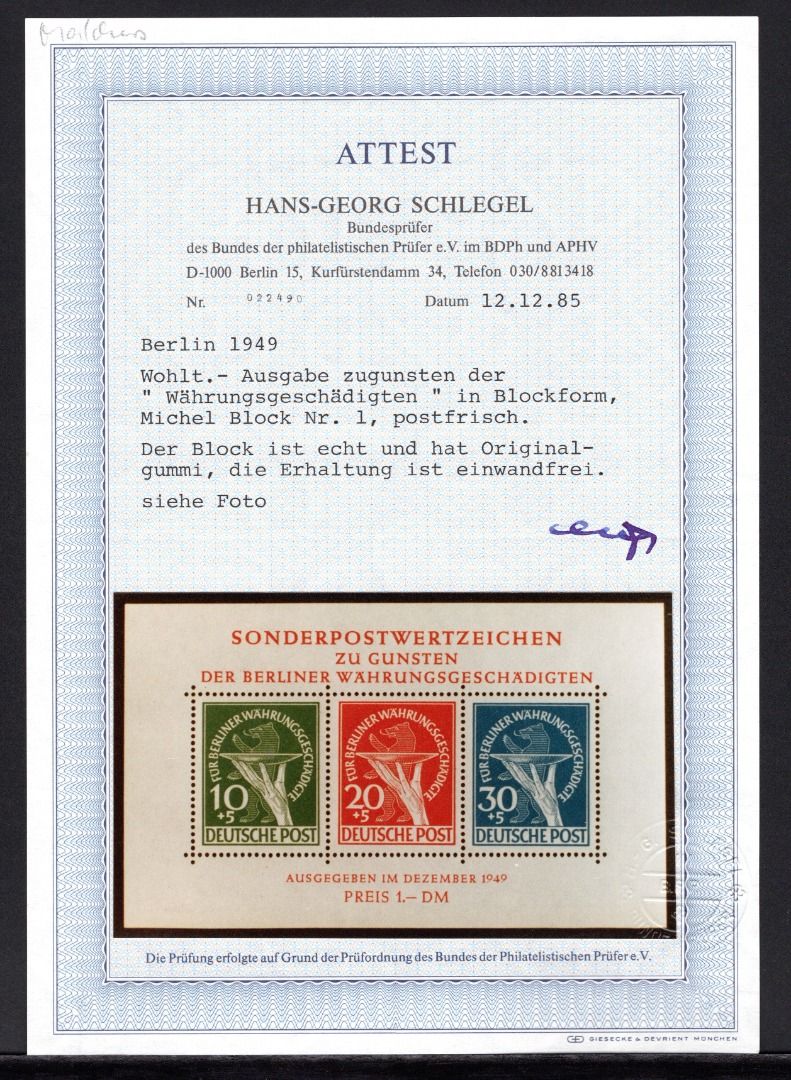 ATTEST
HANS-GEORG SCHLEGEL
Bundesprüfer
des Bundes der philatelistischen Prüfer e.V. im BDPh und APHV
D-1000 Berlin 15, Kurfürstendamm 34, Telefon 030/8813418
Nr. 022490 Datum 12.12.85
Berlin 1949
Wohlt.- Ausgabe zugunsten der
" Währungsgeschädigten " in Blockform,
Michel Block Nr. 1, postfrisch.
Der Block ist echt und hat Original-
gummi, die Erhaltung ist einwandfrei.
siehe Foto
SONDERPOSTWERTZEICHEN
ZU GUNSTEN
DER BERLINER WÄHRUNGSGESCHÄDIGTEN
FÜR BERLINER WÄHRUNGSGESCHÄDIGTE
10
+5
DEUTSCHE POST
FÜR BERLINER WÄHRUNGSGESCHÄDIGTE
20
+5
DEUTSCHE POST
FÜR BERLINER WÄHRUNGSGESCHÄDIGTE
30
+5
DEUTSCHE POST
AUSGEGEBEN IM DEZEMBER 1949
PREIS 1.— DM
Die Prüfung erfolgte auf Grund der Prüfordnung des Bundes der Philatelistischen Prüfer e.V.
GIESECKE & DEVRIENT MÜNCHEN